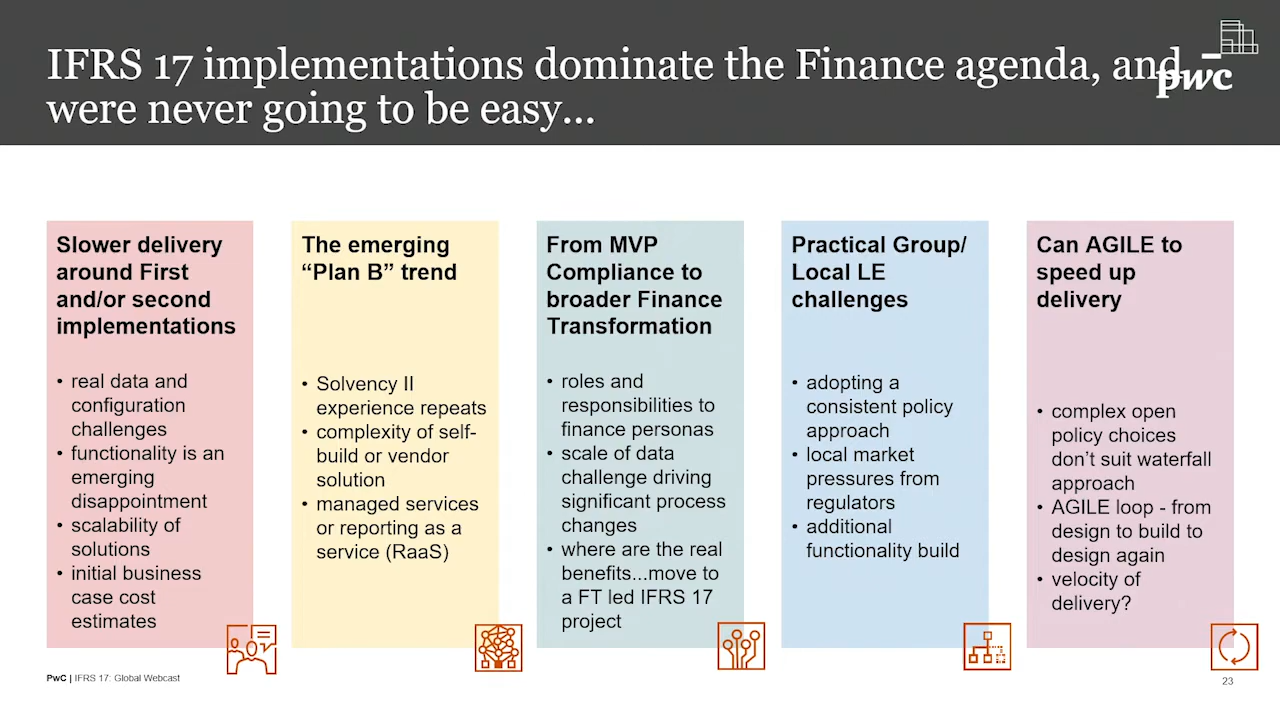 IFRS 17 implementations dominate the Finance agenda, and
were never going to be easy...
pwc
Slower delivery
around First
and/or second
implementations
• real data and
configuration
challenges
• functionality is an
emerging
disappointment
• scalability of
solutions
• initial business
case cost
estimates
The emerging
“Plan B” trend
• Solvency II
experience repeats
• complexity of self-
build or vendor
solution
• managed services
or reporting as a
service (RaaS)
From MVP
Compliance to
broader Finance
Transformation
• roles and
responsibilities to
finance personas
• scale of data
challenge driving
significant process
changes
• where are the real
benefits...move to
a FT led IFRS 17
project
Practical Group/
Local LE
challenges
• adopting a
consistent policy
approach
• local market
pressures from
regulators
• additional
functionality build
Can AGILE to
speed up
delivery
• complex open
policy choices
don’t suit waterfall
approach
• AGILE loop - from
design to build to
design again
• velocity of
delivery?
PwC | IFRS 17: Global Webcast
23